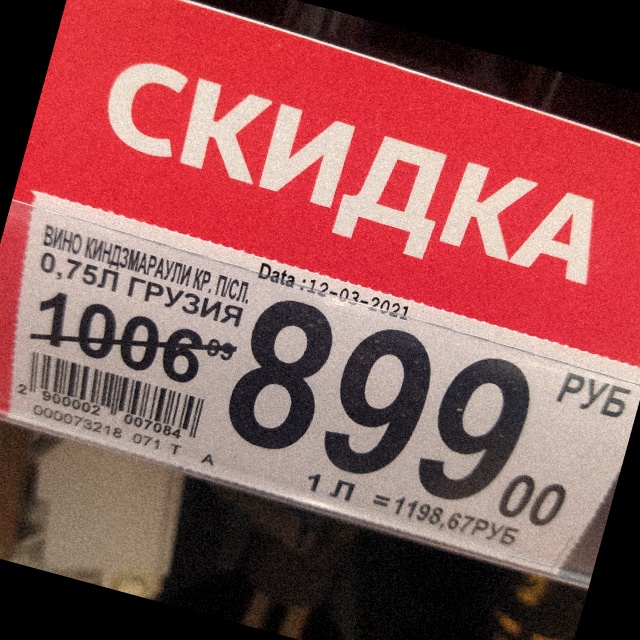 СКИДКА
ВИНО КИНДЗМАРАУЛИ КР. П/СЛ.
0,75Л ГРУЗИЯ
Data :12-03-2021
1006 09
899 00
РУБ
2 900002 007084
000073218 071 Т А
1 Л =1198,67РУБ